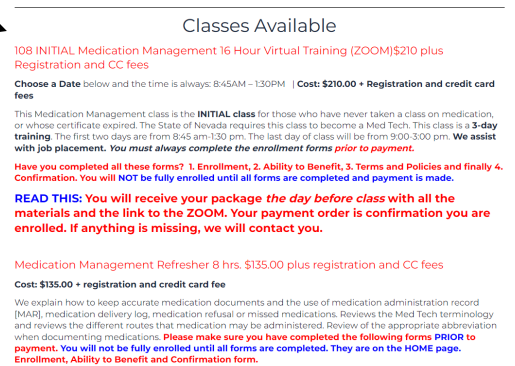 Classes Available
108 INITIAL Medication Management 16 Hour Virtual Training (ZOOM)$210 plus
Registration and CC fees
Choose a Date below and the time is always: 8:45AM – 1:30PM | Cost: $210.00 + Registration and credit card
fees
This Medication Management class is the INITIAL class for those who have never taken a class on medication,
or whose certificate expired. The State of Nevada requires this class to become a Med Tech. This class is a 3-day
training. The first two days are from 8:45 am-1:30 pm. The last day of class will be from 9:00-3:00 pm. We assist
with job placement. You must always complete the enrollment forms prior to payment.
Have you completed all these forms? 1. Enrollment, 2. Ability to Benefit, 3. Terms and Policies and finally 4.
Confirmation. You will NOT be fully enrolled until all forms are completed and payment is made.
READ THIS: You will receive your package the day before class with all the
materials and the link to the ZOOM. Your payment order is confirmation you are
enrolled. If anything is missing, we will contact you.
Medication Management Refresher 8 hrs. $135.00 plus registration and CC fees
Cost: $135.00 + registration and credit card fee
We explain how to keep accurate medication documents and the use of medication administration record
[MAR], medication delivery log, medication refusal or missed medications. Reviews the Med Tech terminology
and reviews the different routes that medication may be administered. Review of the appropriate abbreviation
when documenting medications. Please make sure you have completed the following forms PRIOR to
payment. You will not be fully enrolled until all forms are completed. They are on the HOME page.
Enrollment, Ability to Benefit and Confirmation form.